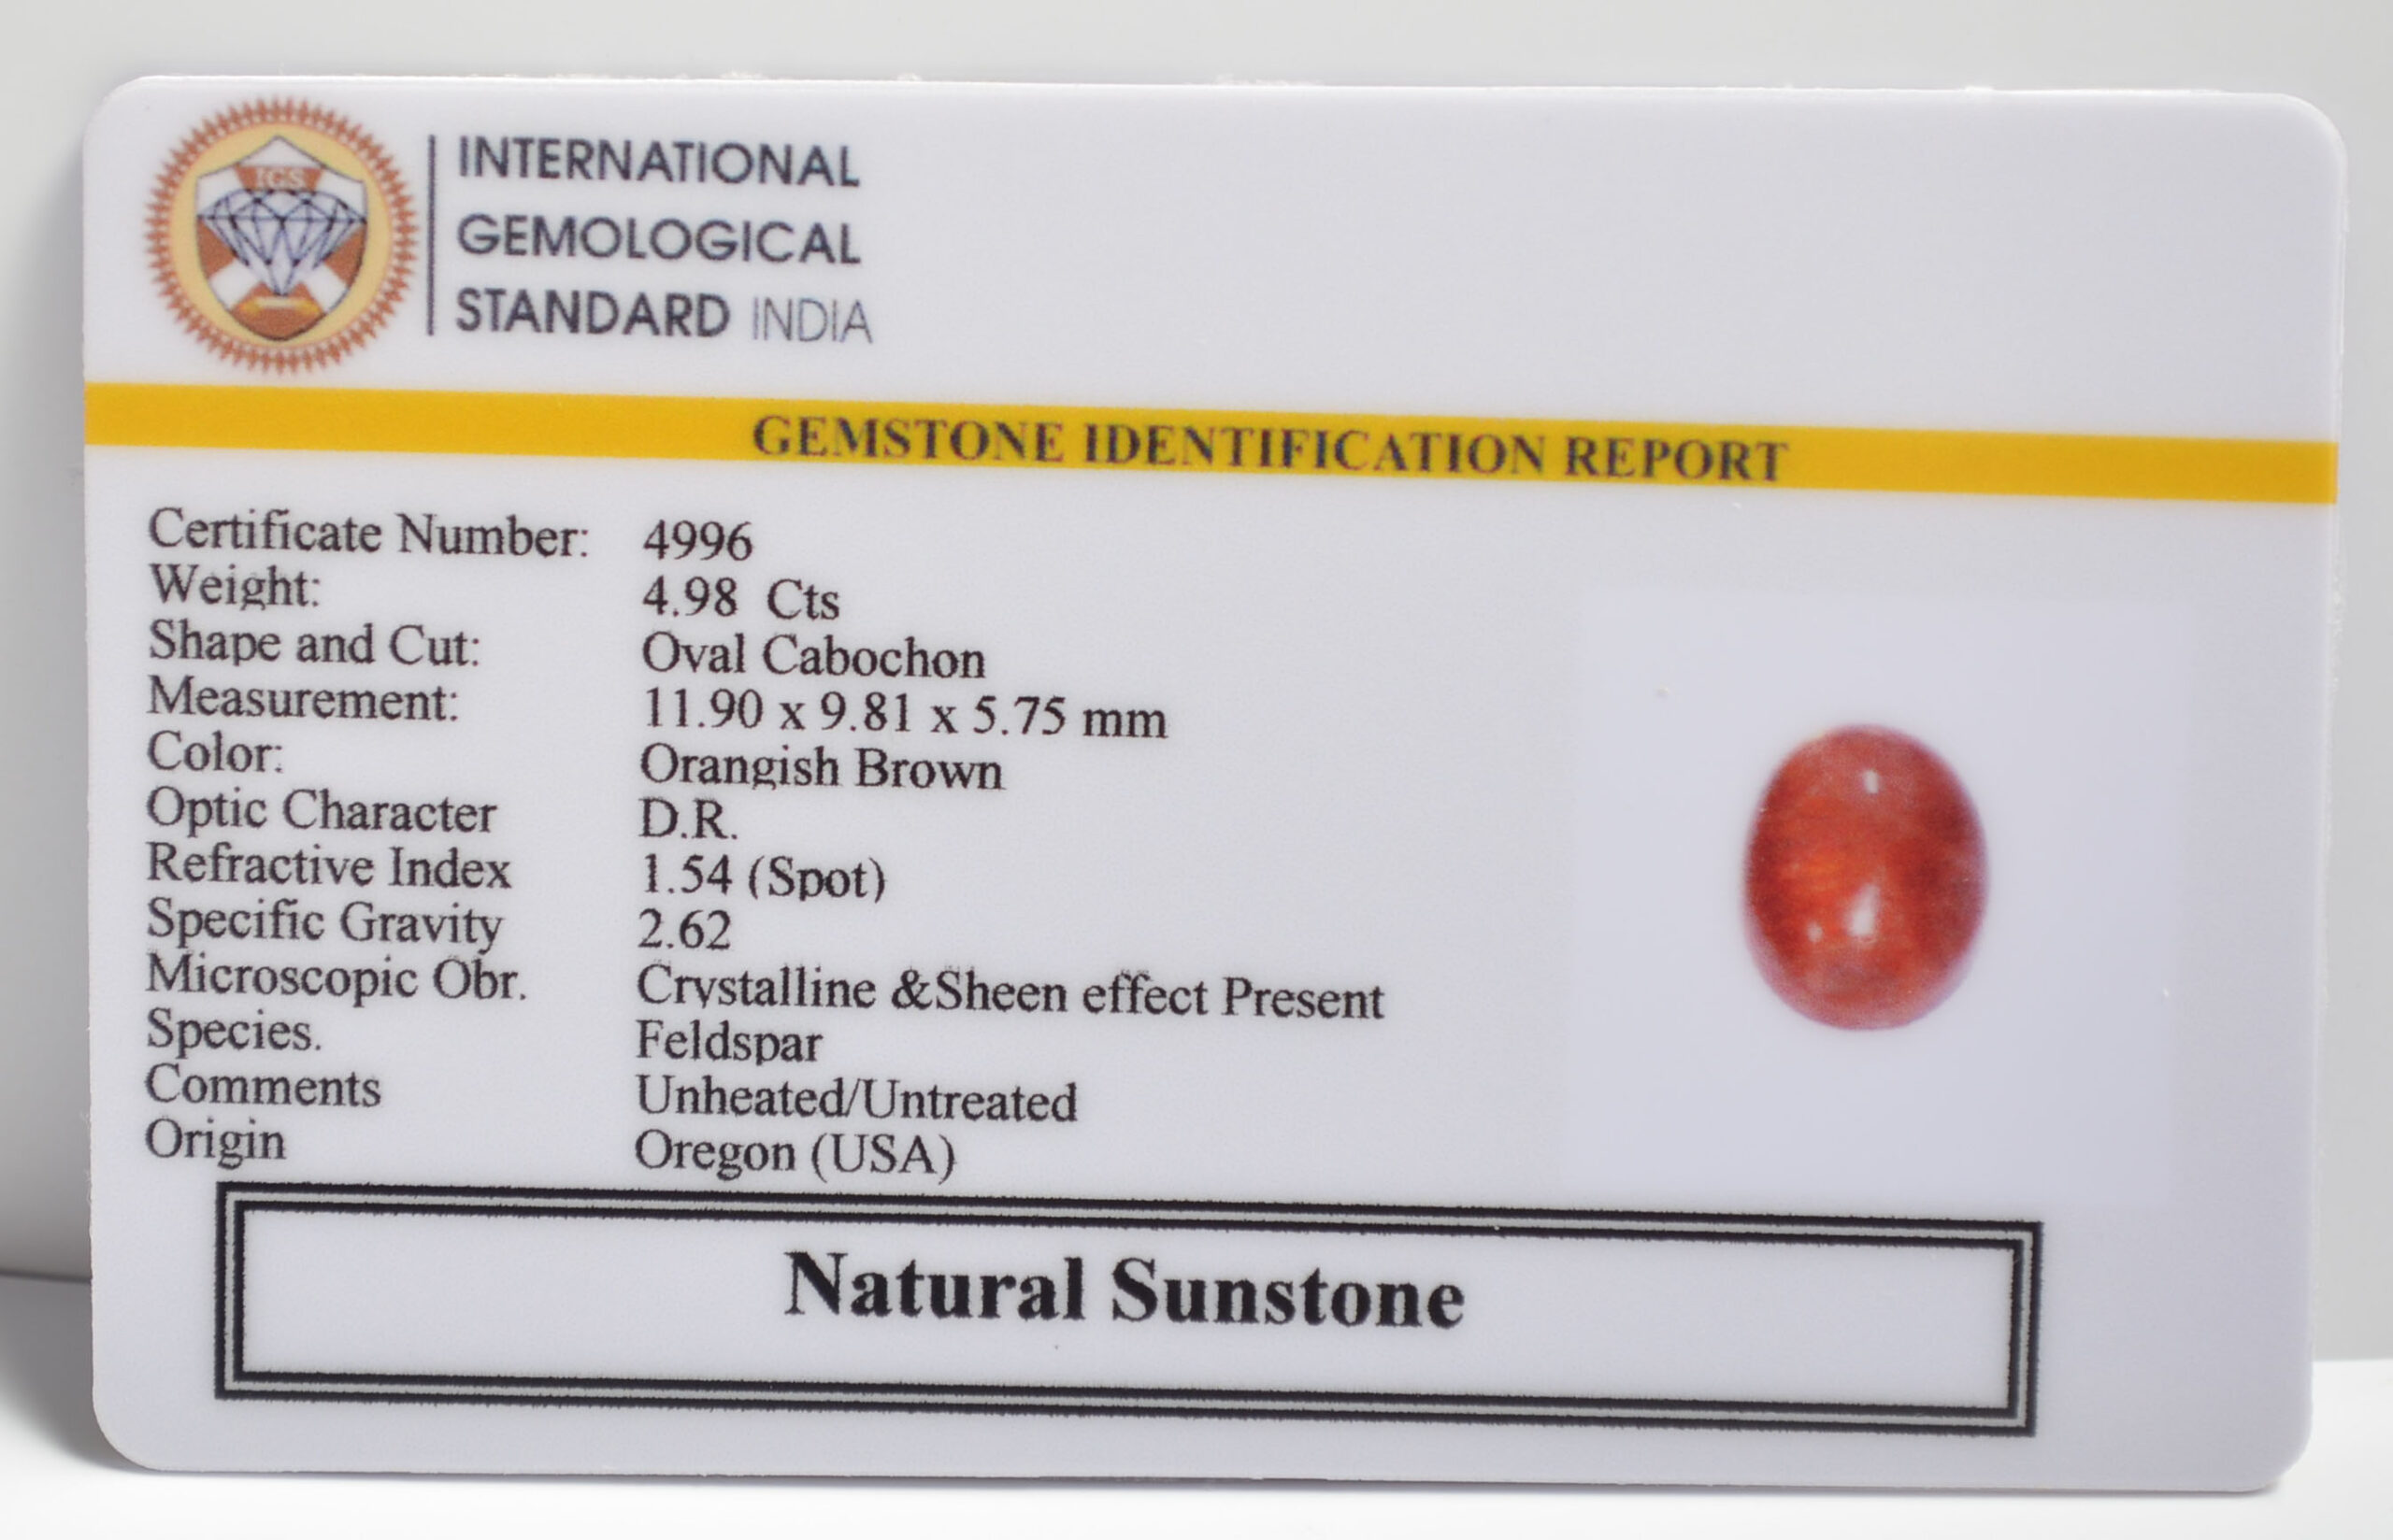 IGS
INTERNATIONAL
GEMOLOGICAL
STANDARD INDIA
GEMSTONE IDENTIFICATION REPORT
Certificate Number: 4996
Weight: 4.98 Cts
Shape and Cut: Oval Cabochon
Measurement: 11.90 x 9.81 x 5.75 mm
Color: Orangish Brown
Optic Character D.R.
Refractive Index 1.54 (Spot)
Specific Gravity 2.62
Microscopic Obr. Crystalline &Sheen effect Present
Species. Feldspar
Comments Unheated/Untreated
Origin Oregon (USA)
Natural Sunstone